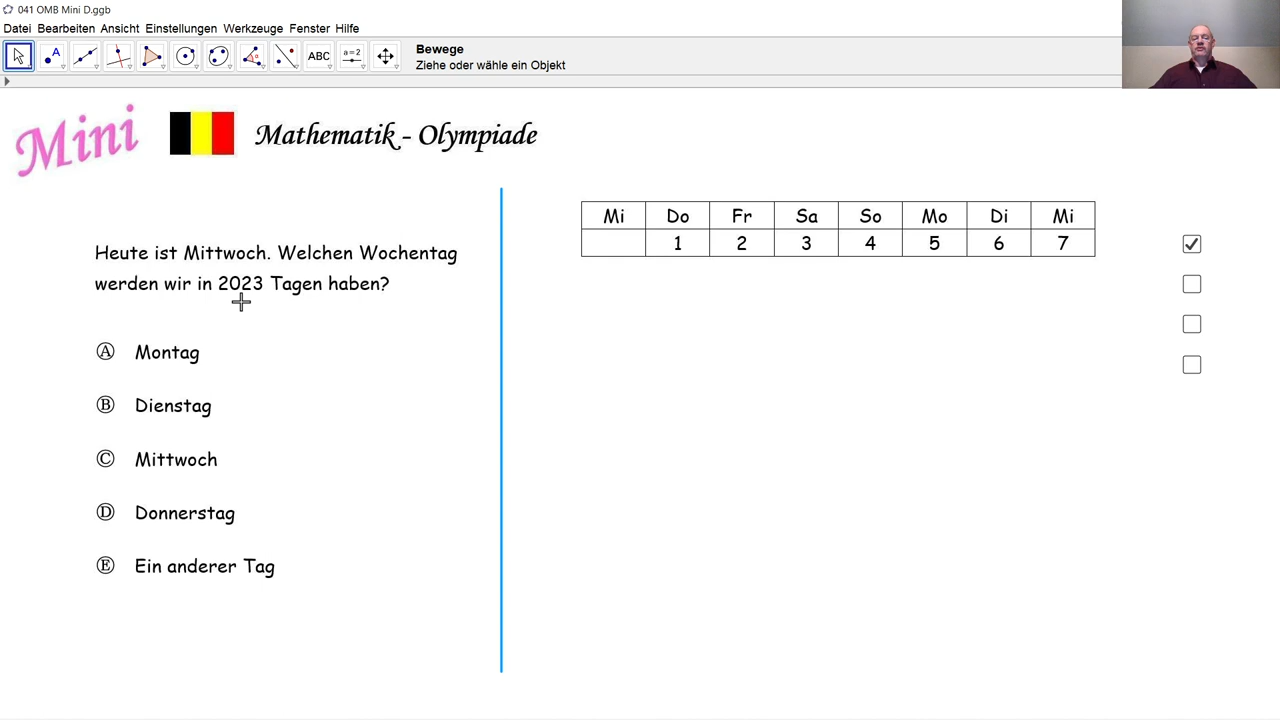 041 OMB Mini D.ggb
Datei Bearbeiten Ansicht Einstellungen Werkzeuge Fenster Hilfe
A
ABC
a=2
Bewege
Ziehe oder wähle ein Objekt
Mini
Mathematik - Olympiade
Heute ist Mittwoch. Welchen Wochentag
werden wir in 2023 Tagen haben?
Ⓐ Montag
Ⓑ Dienstag
Ⓒ Mittwoch
Ⓓ Donnerstag
Ⓔ Ein anderer Tag
Mi Do Fr Sa So Mo Di Mi
1 2 3 4 5 6 7